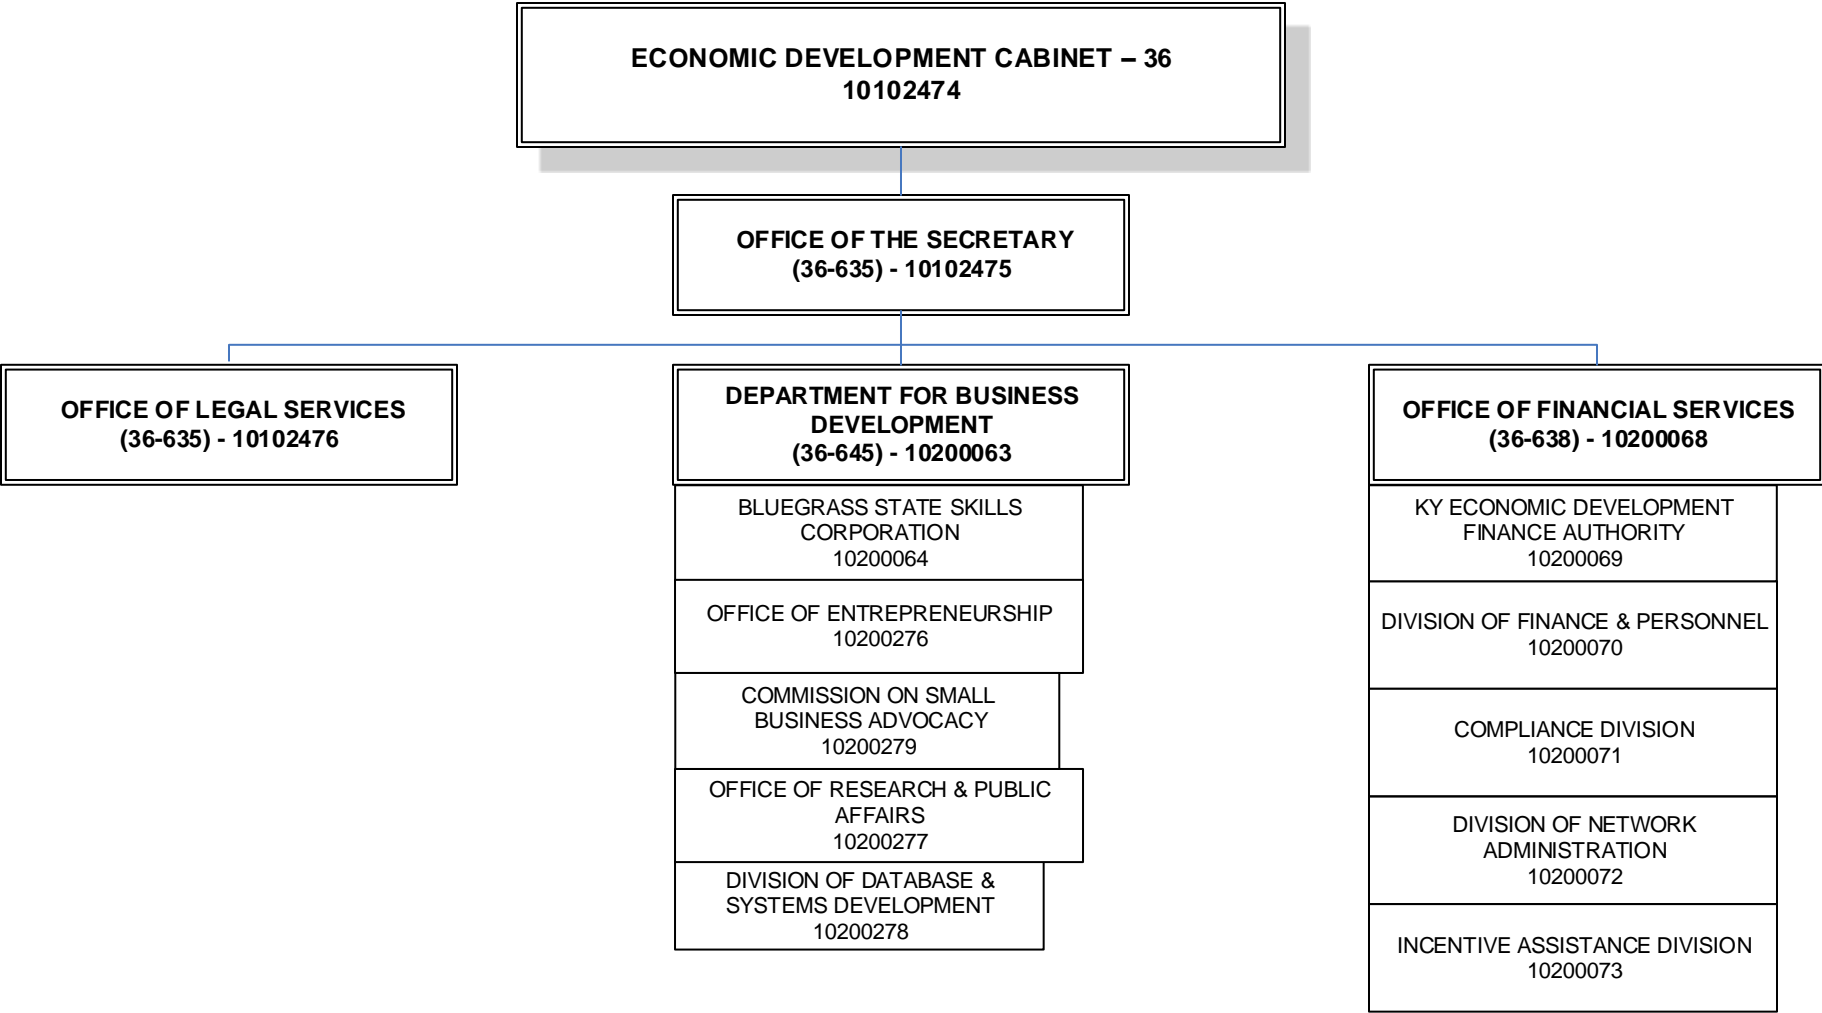 ECONOMIC DEVELOPMENT CABINET – 36
10102474
OFFICE OF THE SECRETARY
(36-635) - 10102475
OFFICE OF LEGAL SERVICES
(36-635) - 10102476
DEPARTMENT FOR BUSINESS
DEVELOPMENT
(36-645) - 10200063
BLUEGRASS STATE SKILLS
CORPORATION
10200064
OFFICE OF ENTREPRENEURSHIP
10200276
COMMISSION ON SMALL
BUSINESS ADVOCACY
10200279
OFFICE OF RESEARCH & PUBLIC
AFFAIRS
10200277
DIVISION OF DATABASE &
SYSTEMS DEVELOPMENT
10200278
OFFICE OF FINANCIAL SERVICES
(36-638) - 10200068
KY ECONOMIC DEVELOPMENT
FINANCE AUTHORITY
10200069
DIVISION OF FINANCE & PERSONNEL
10200070
COMPLIANCE DIVISION
10200071
DIVISION OF NETWORK
ADMINISTRATION
10200072
INCENTIVE ASSISTANCE DIVISION
10200073